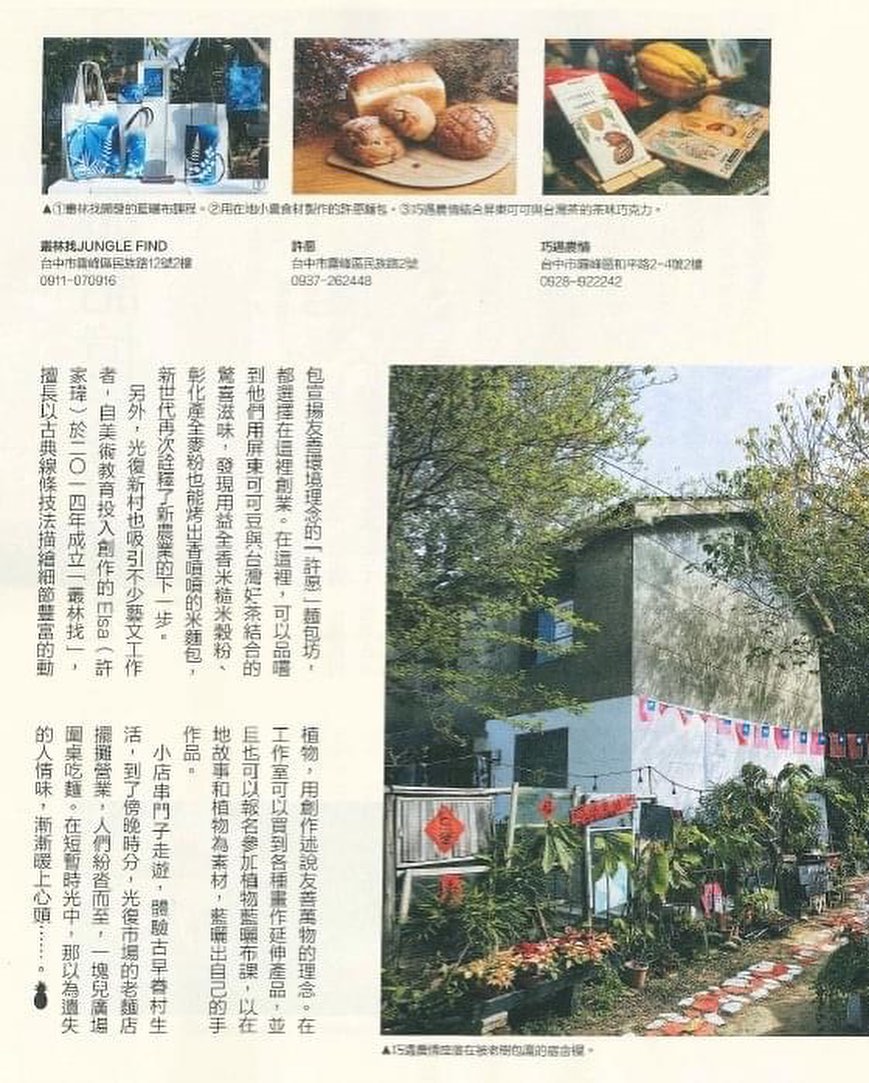 ▲①叢林找開發的藍曬布課程。②用在地小農食材製作的許愿麵包。③巧遇農情結合屏東可可與台灣茶的茶味巧克力。
叢林找JUNGLE FIND
台中市霧峰區民族路12號2樓
0911-070916
許愿
台中市霧峰區民族路2號
0937-262448
巧遇農情
台中市霧峰區和平路2-4號2樓
0928-922242
包宣揚友善環境理念的「許愿」麵包坊，
都選擇在這裡創業。在這裡，可以品嚐
到他們用屏東可可豆與台灣好茶結合的
驚喜滋味，發現用益全香米糙米穀粉、
彰化產全麥粉也能烤出香噴噴的米麵包，
新世代再次詮釋了新農業的下一步。
另外，光復新村也吸引不少藝文工作
者，自美術教育投入創作的Elsa（許
家瑋）於二〇一四年成立「叢林找」，
擅長以古典線條技法描繪細節豐富的動
植物，用創作述說友善萬物的理念。在
工作室可以買到各種畫作延伸產品，並
且也可以報名參加植物藍曬布課，以在
地故事和植物為素材，藍曬出自己的手
作品。
小店串門子走遊，體驗古早眷村生
活，到了傍晚時分，光復市場的老麵店
擺攤營業，人們紛沓而至，一塊兒廣場
圍桌吃麵。在短暫時光中，那以為遺失
的人情味，漸漸暖上心頭……。
▲巧遇農情座落在被老樹包圍的宿舍裡。